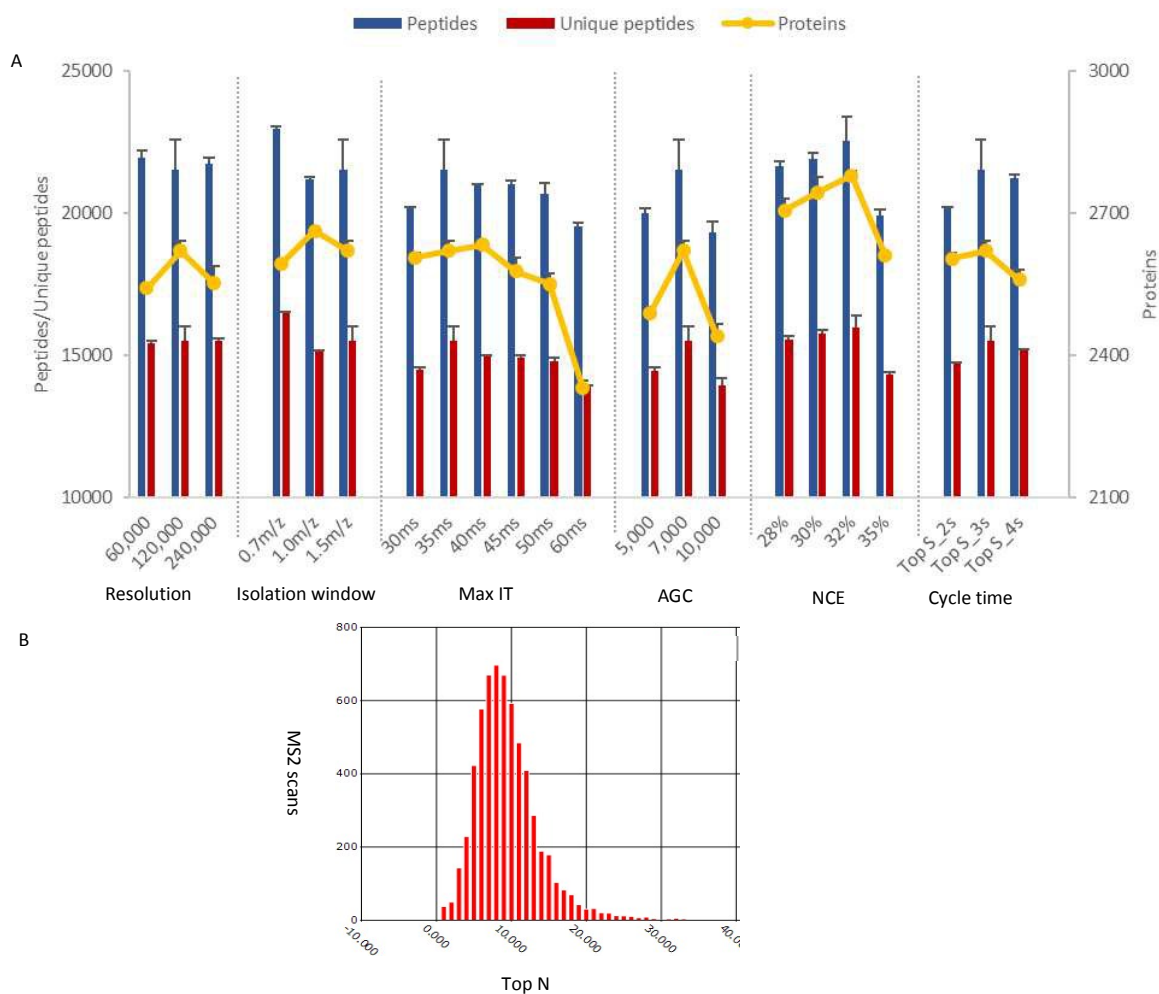 Peptides Unique peptides Proteins
A
25000 3000
20000 2700
15000 2400
10000 2100
Peptides/Unique peptides
Proteins
60,000 120,000 240,000 0.7m/z 1.0m/z 1.5m/z 30ms 35ms 40ms 45ms 50ms 60ms 5,000 7,000 10,000 28% 30% 32% 35% Top S_2s Top S_3s Top S_4s
Resolution Isolation window Max IT AGC NCE Cycle time
B
800
600
400
200
0
MS2 scans
-10.000 0.000 10.000 20.000 30.000 40.0
Top N